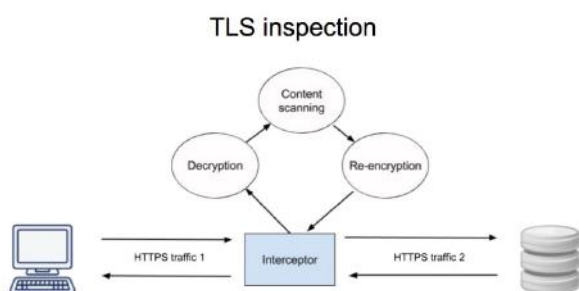 TLS inspection
Content
scanning
Decryption
Re-encryption
HTTPS traffic 1
Interceptor
HTTPS traffic 2